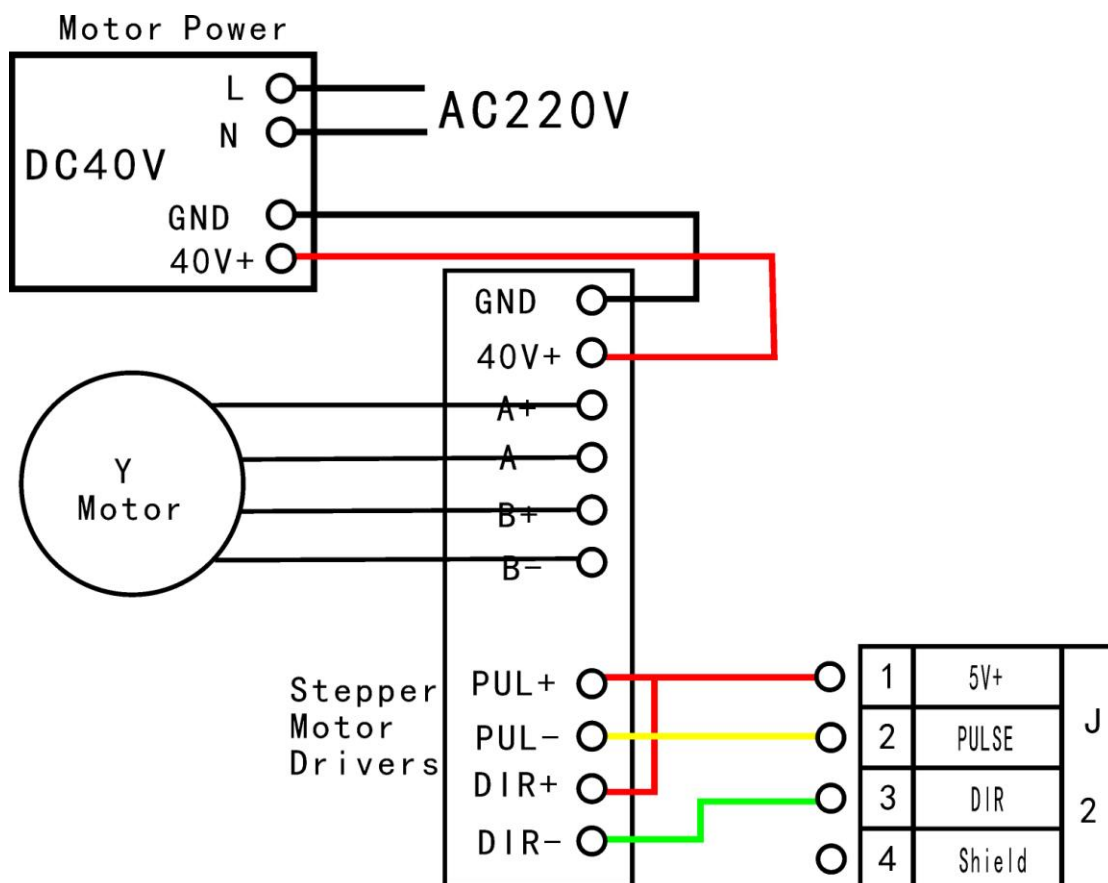 Motor Power
L
AC220V
N
DC40V
GND
40V+
GND
40V+
A+
A
B+
B-
Y
Motor
Stepper
Motor
Drivers
PUL+
PUL-
DIR+
DIR-
1 5V+
2 PULSE
3 DIR
4 Shield
J
2